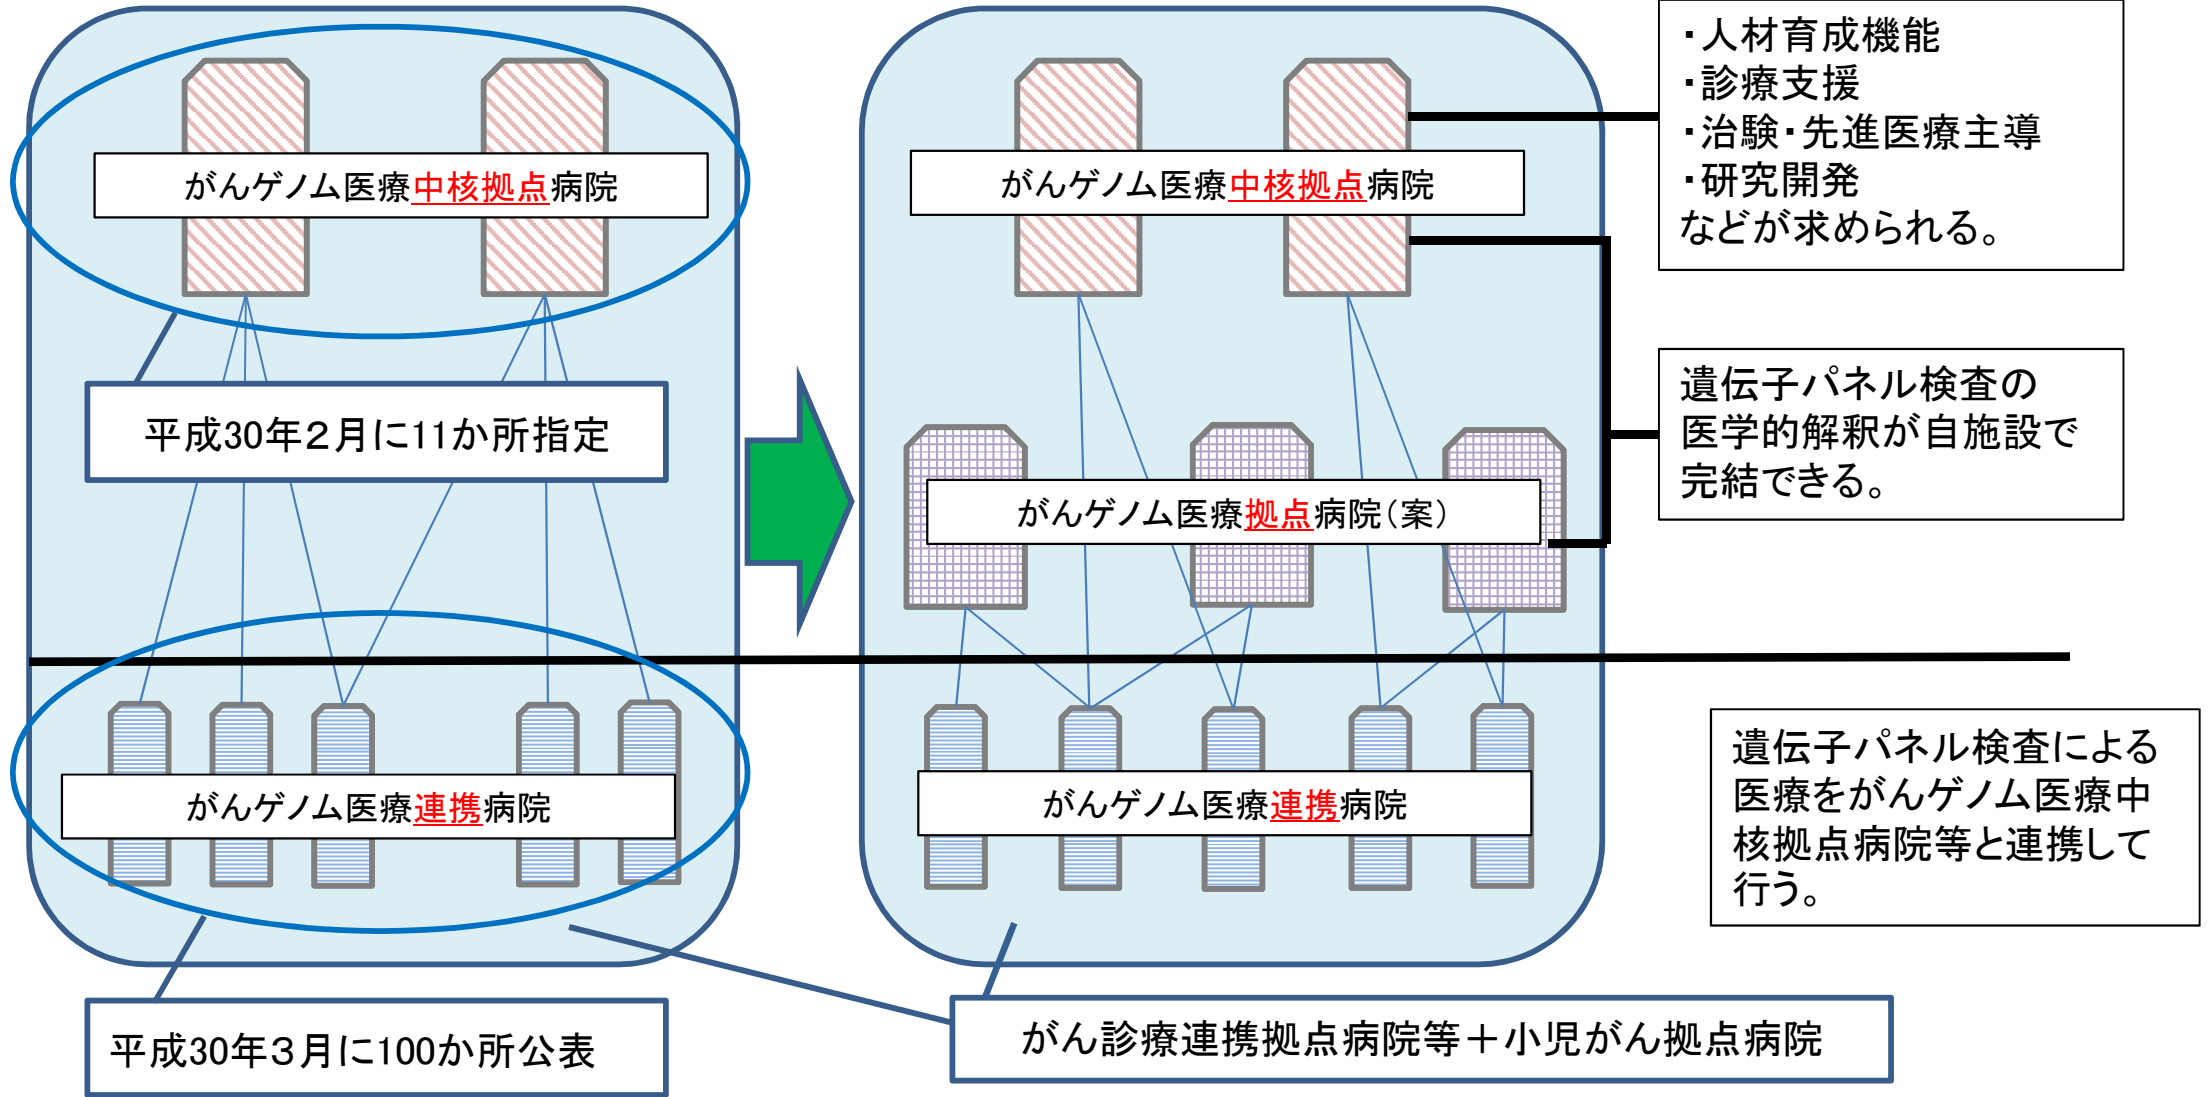 がんゲノム医療中核拠点病院
平成30年２月に11か所指定
がんゲノム医療連携病院
平成30年３月に100か所公表
がんゲノム医療中核拠点病院
がんゲノム医療拠点病院（案）
がんゲノム医療連携病院
がん診療連携拠点病院等＋小児がん拠点病院
・人材育成機能
・診療支援
・治験・先進医療主導
・研究開発
などが求められる。
遺伝子パネル検査の
医学的解釈が自施設で
完結できる。
遺伝子パネル検査による
医療をがんゲノム医療中
核拠点病院等と連携して
行う。